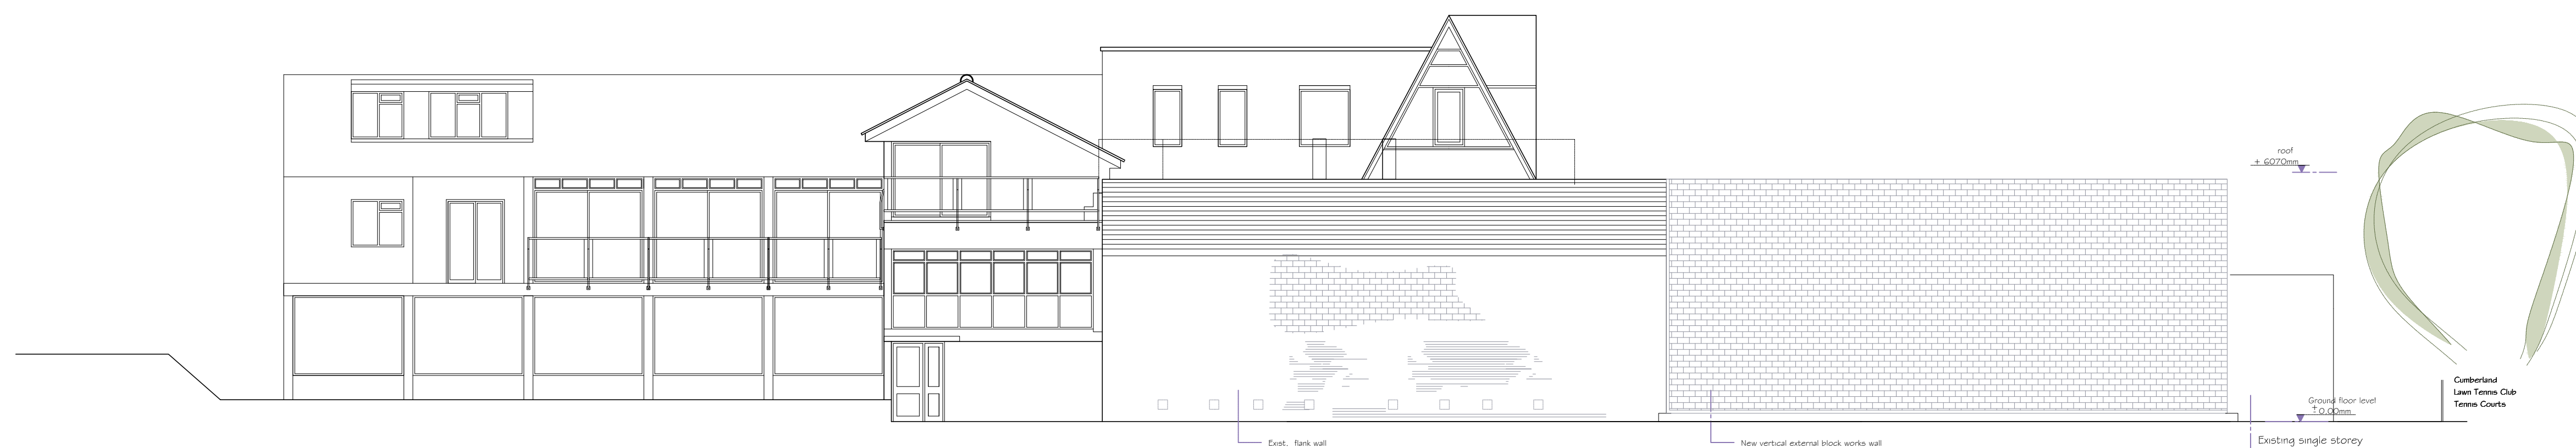 roof
+ 6070mm
Cumberland
Lawn Tennis Club
Tennis Courts
Ground floor level
± 0.00mm
Exist. flank wall
New vertical external block works wall
Existing single storey